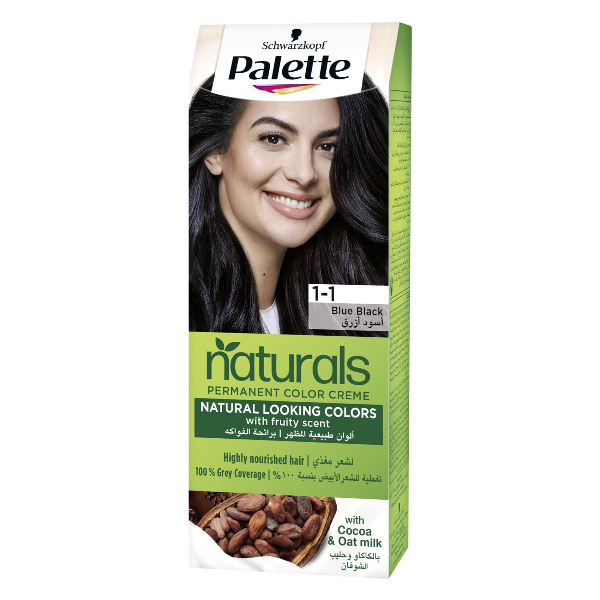 Schwarzkopf
Palette
1-1
Blue Black
أسود أزرق
naturals
PERMANENT COLOR CREME
NATURAL LOOKING COLORS
with fruity scent
ألوان طبيعية المظهر | برائحة الفواكه
Highly nourished hair | لشعر مغذي
100% Grey Coverage | تغطية للشعر الأبيض بنسبة ١٠٠%
with
Cocoa
& Oat milk
بالكاكاو وحليب
الشوفان